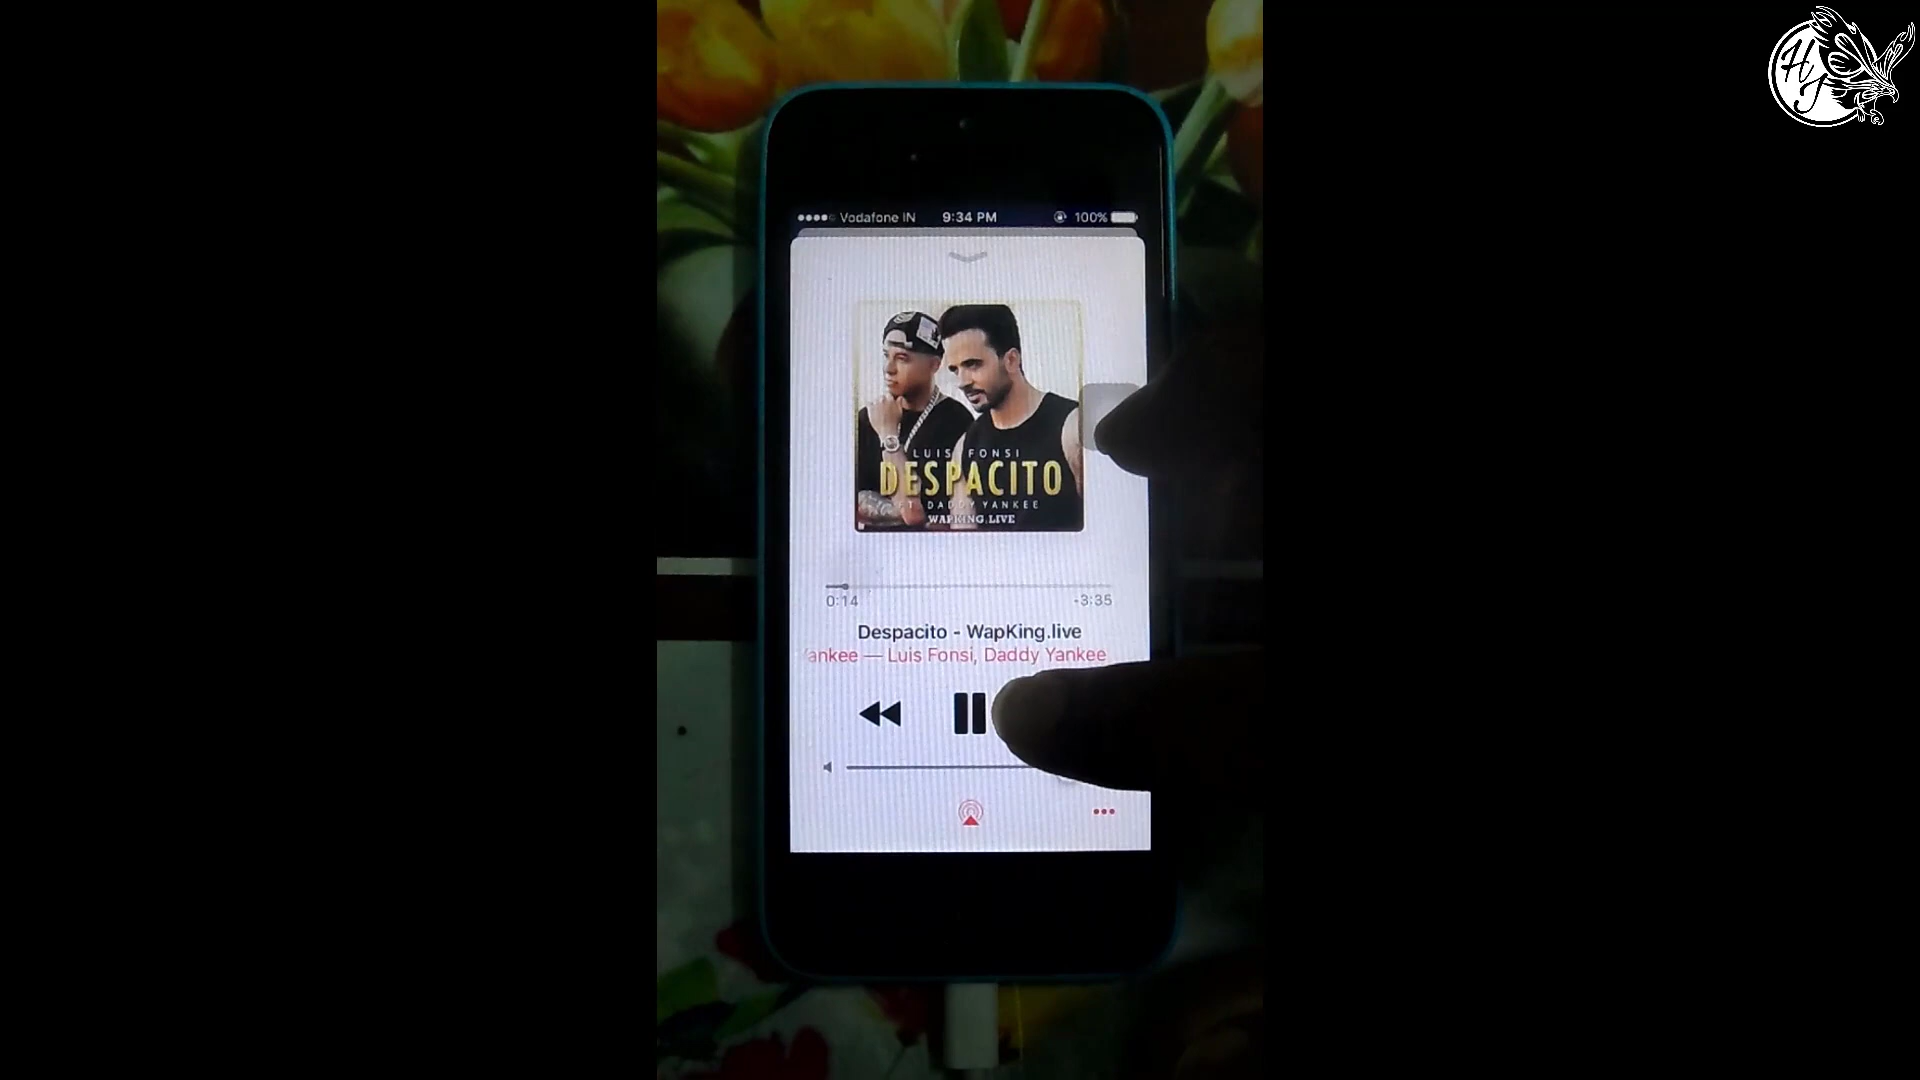 HJ
Vodafone IN 9:34 PM 100%
LUIS FONSI
DESPACITO
FT. DADDY YANKEE
WAPKING.LIVE
0:14 -3:35
Despacito - WapKing.live
ankee — Luis Fonsi, Daddy Yankee